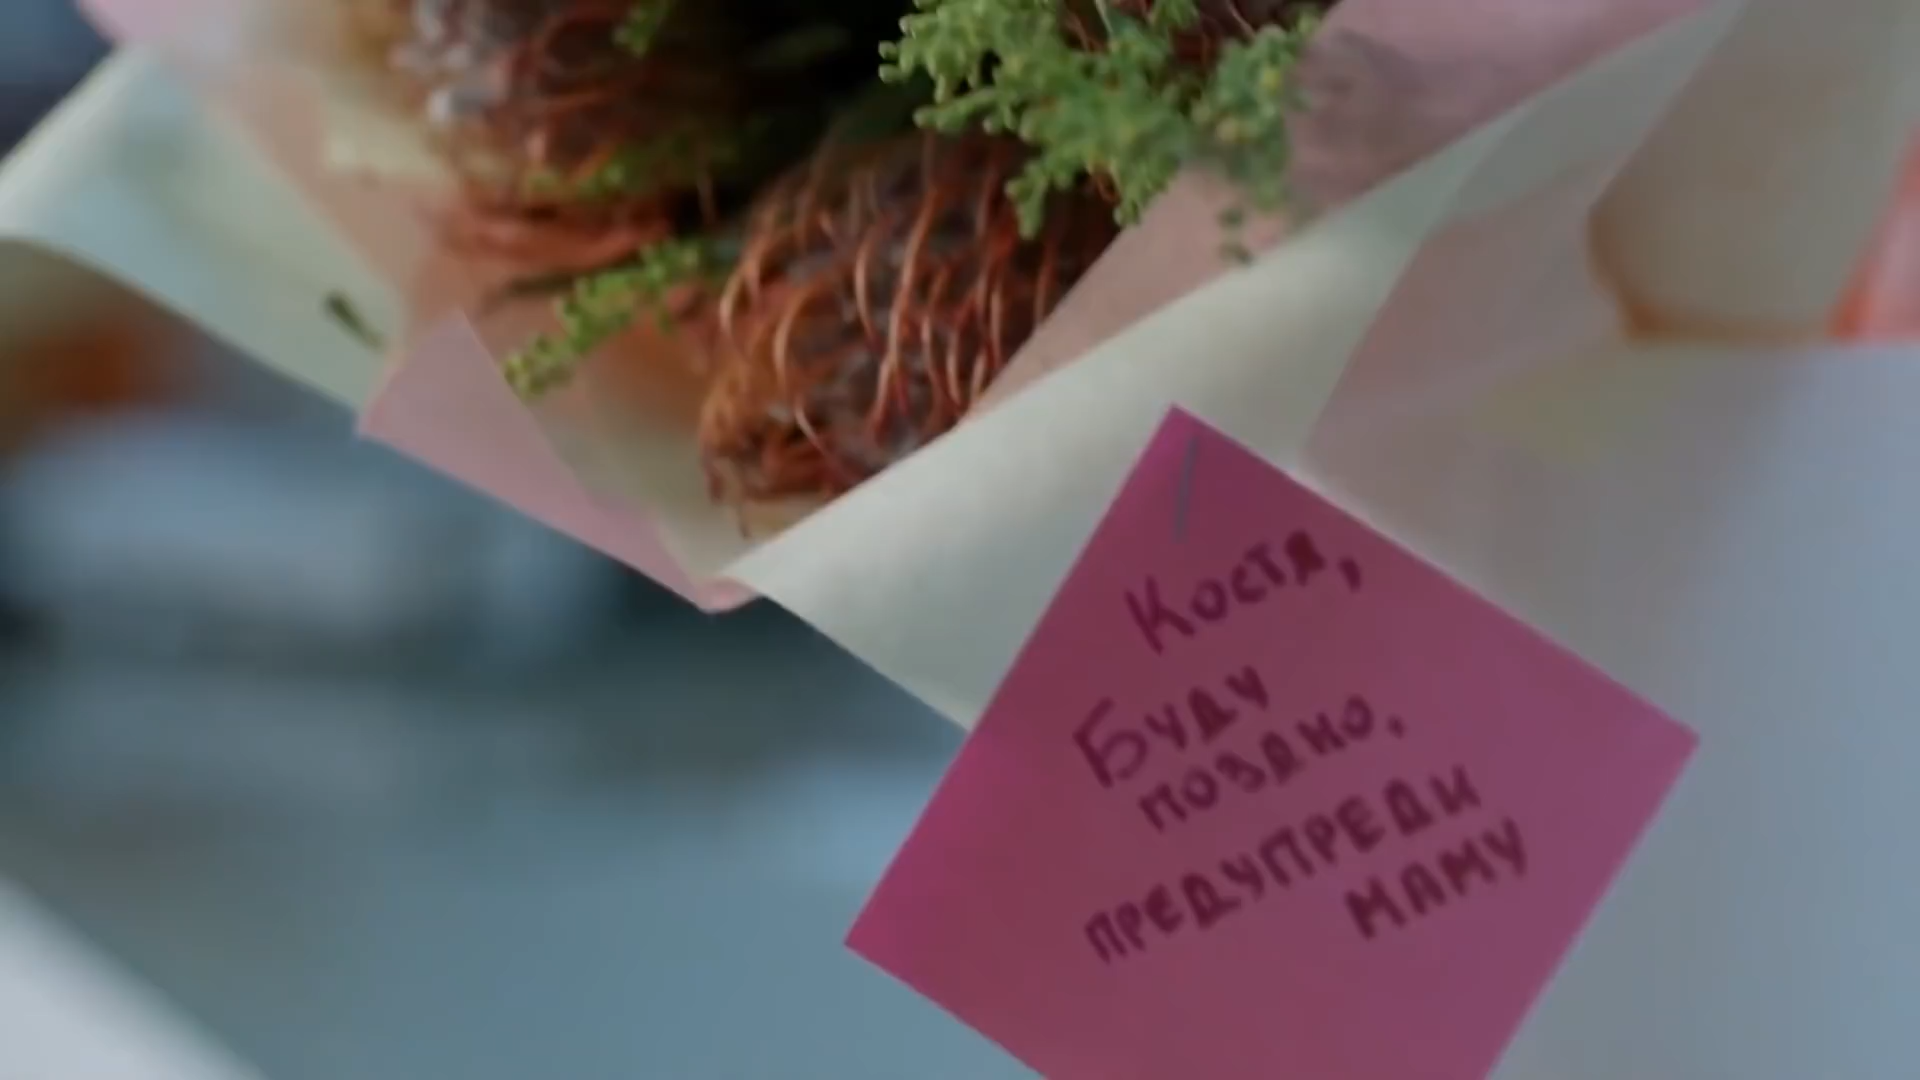 Костя,
Буду
поздно,
ПРЕДУПРЕДИ
МАМУ